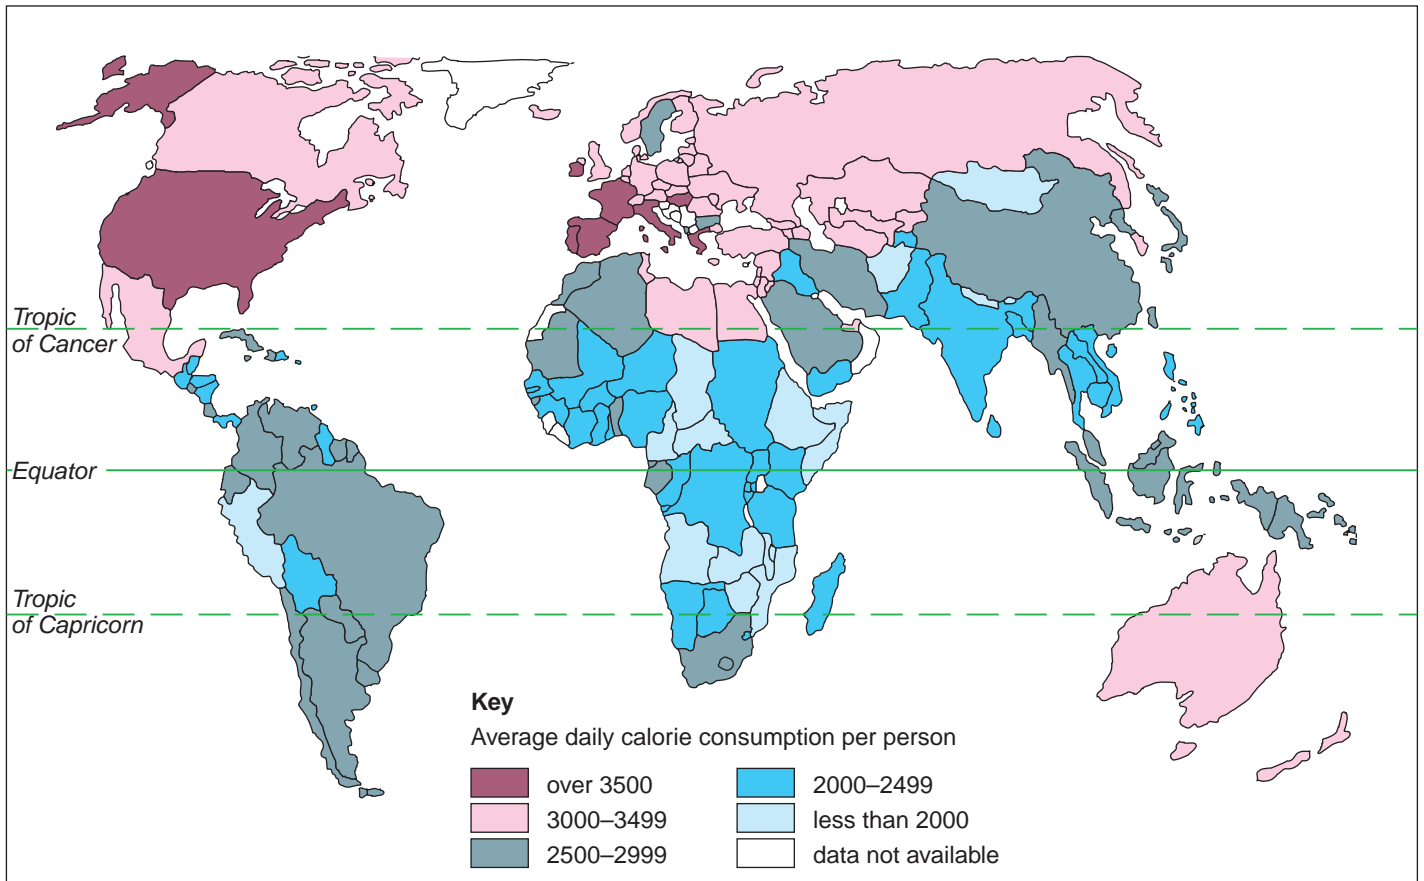 Tropic
of Cancer
Equator
Tropic
of Capricorn
Key
Average daily calorie consumption per person
over 3500
3000–3499
2500–2999
2000–2499
less than 2000
data not available